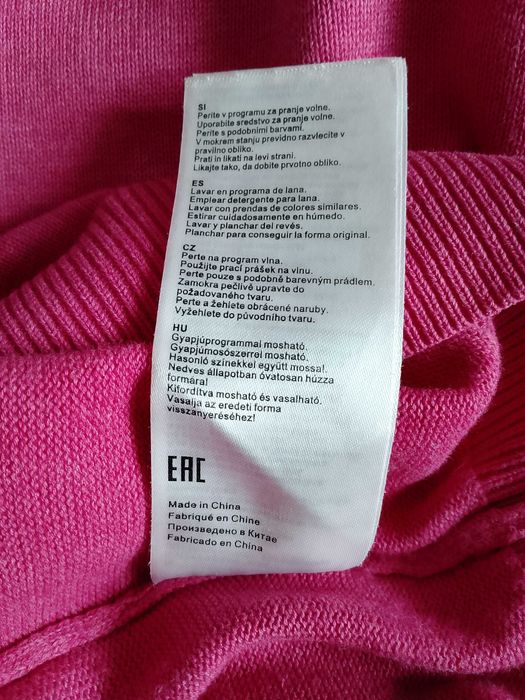 SI
Perite v programu za pranje volne.
Uporabite sredstvo za pranje volne.
Perite s podobnimi barvami.
V mokrem stanju previdno razvlecite v
pravilno obliko.
Prati in likati na levi strani.
Likajte tako, da dobite prvotno obliko.
ES
Lavar en programa de lana.
Emplear detergente para lana.
Lavar con prendas de colores similares.
Estirar cuidadosamente en húmedo.
Lavar y planchar del revés.
Planchar para conseguir la forma original.
CZ
Perte na program vlna.
Použijte prací prášek na vlnu.
Perte pouze s podobně barevným prádlem.
Zamokra pečlivě upravte do
požadovaného tvaru.
Perte a žehlete obrácené naruby.
Vyžehlete do původního tvaru.
HU
Gyapjúprogrammal mosható.
Gyapjúmosószerrel mosható.
Hasonló színekkel együtt mossa!
Nedves állapotban óvatosan húzza
formára!
Kifordítva mosható és vasalható.
Vasalja az eredeti forma
visszanyeréséhez!
EAC
Made in China
Fabriqué en Chine
Произведено в Китае
Fabricado en China